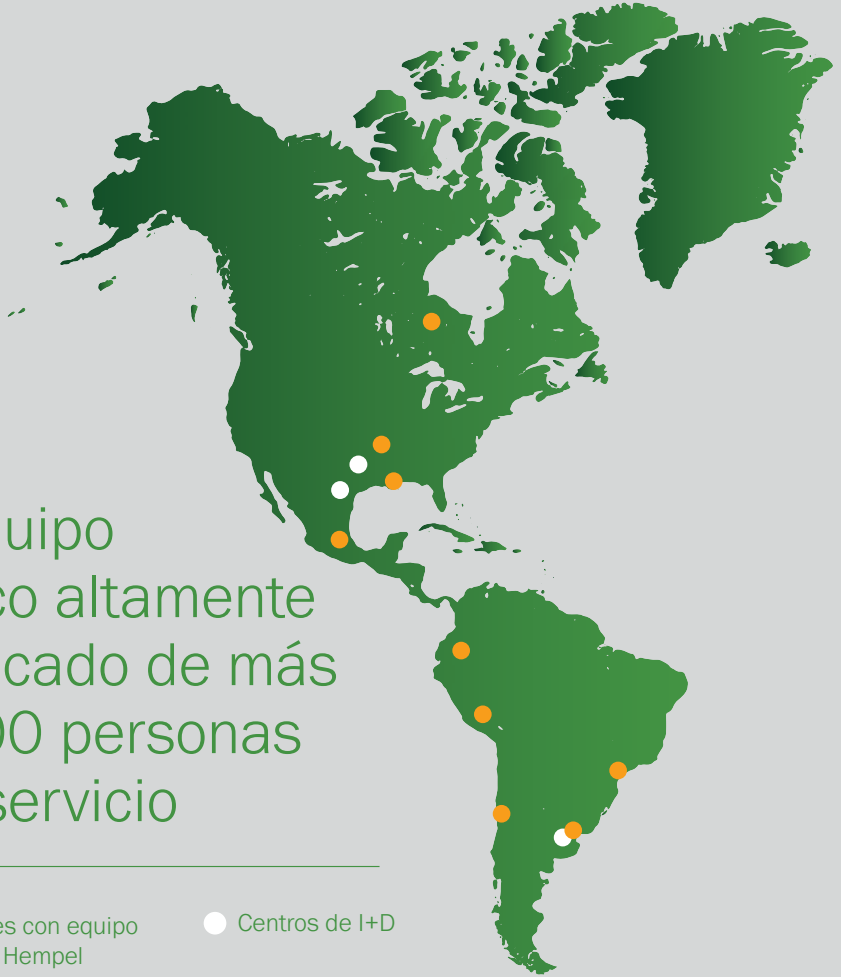 uipo
co altamente
cado de más
00 personas
servicio
es con equipo
Hempel
Centros de I+D